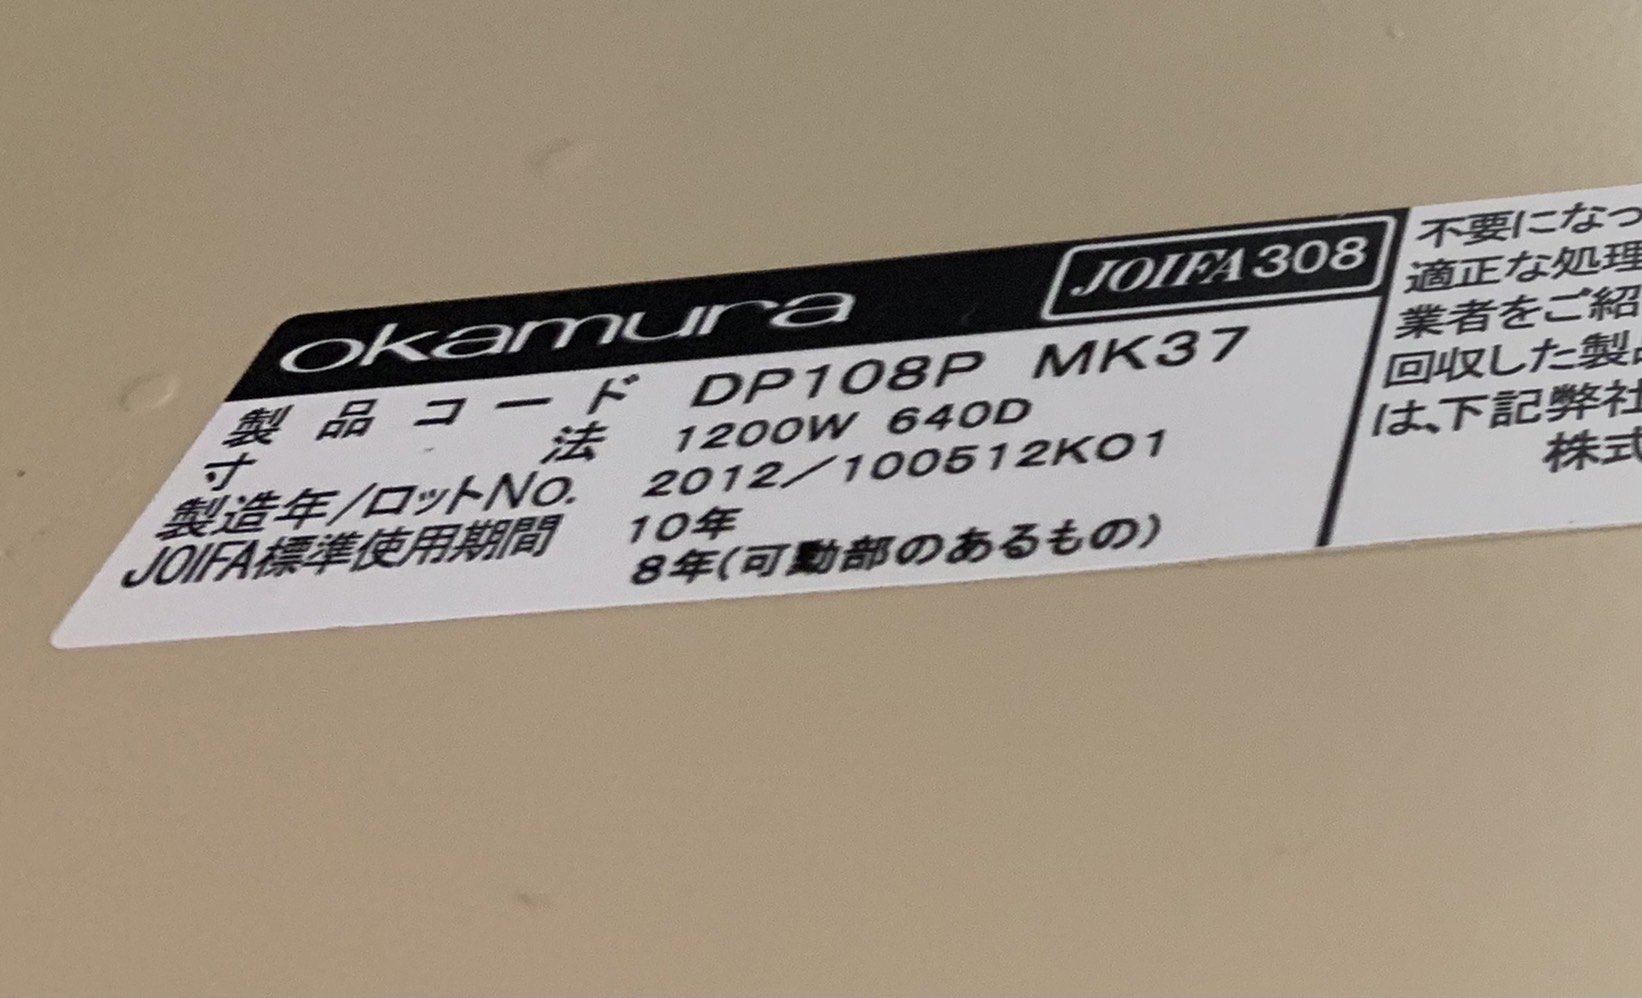 okamura JOIFA308
製品コード DP108P MK37
寸法 1200W 640D
製造年/ロットNo. 2012/100512K01
JOIFA標準使用期間 10年
8年(可動部のあるもの)
不要になっ
適正な処理
業者をご紹
回収した製品
は、下記弊社
株式